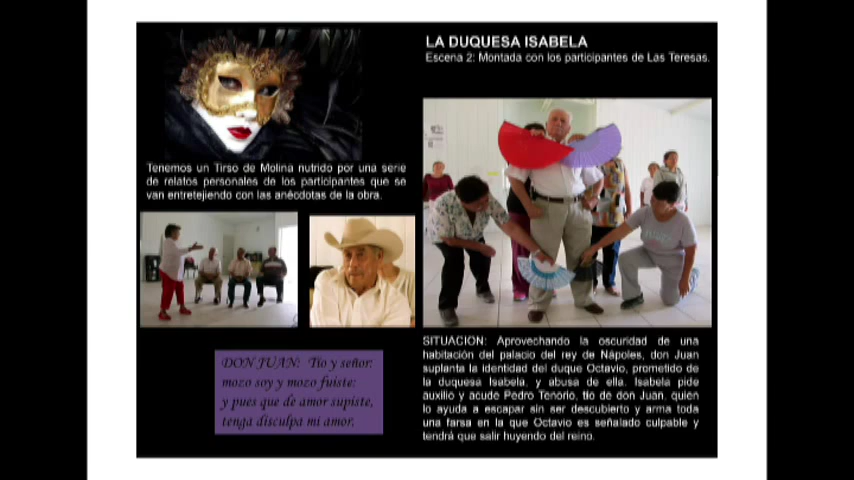 LA DUQUESA ISABELA
Escena 2: Montada con los participantes de Las Teresas.
Tenemos un Tirso de Molina nutrido por una serie
de relatos personales de los participantes que se
van entretejiendo con las anécdotas de la obra.
DON JUAN: Tío y señor:
mozo soy y mozo fuiste:
y pues que de amor supiste,
tenga disculpa mi amor.
SITUACION: Aprovechando la oscuridad de una
habitación del palacio del rey de Nápoles, don Juan
suplanta la identidad del duque Octavio, prometido de
la duquesa Isabela, y abusa de ella. Isabela pide
auxilio y acude Pedro Tenorio, tío de don Juan, quien
lo ayuda a escapar sin ser descubierto y arma toda
una farsa en la que Octavio es señalado culpable y
tendrá que salir huyendo del reino.